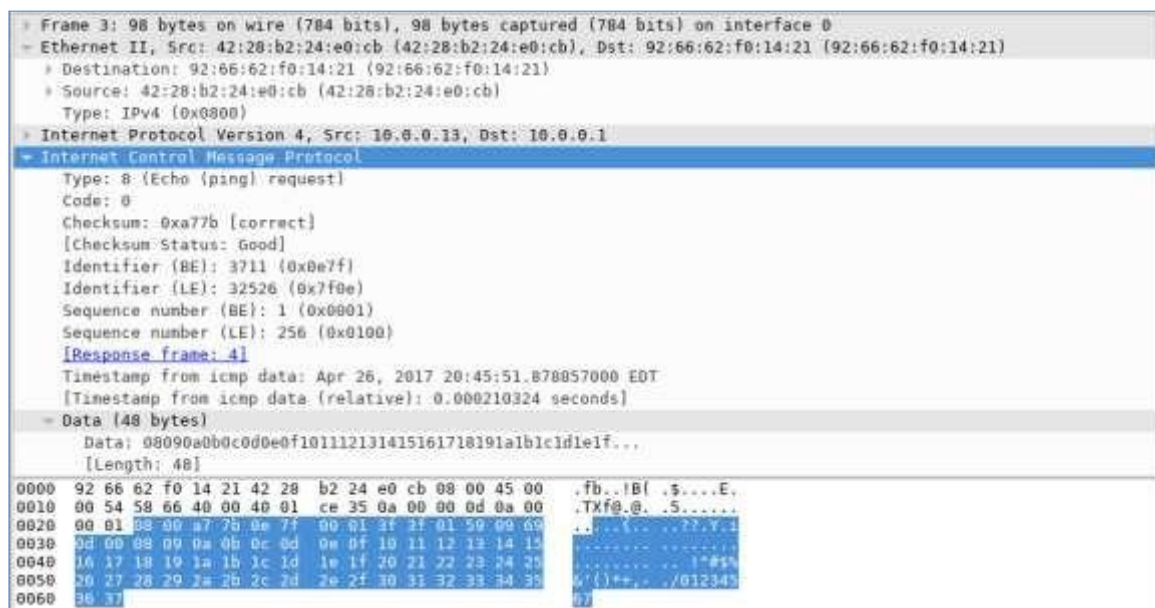 Frame 3: 98 bytes on wire (784 bits), 98 bytes captured (784 bits) on interface 0
Ethernet II, Src: 42:28:b2:24:e0:cb (42:28:b2:24:e0:cb), Dst: 92:66:62:f0:14:21 (92:66:62:f0:14:21)
Destination: 92:66:62:f0:14:21 (92:66:62:f0:14:21)
Source: 42:28:b2:24:e0:cb (42:28:b2:24:e0:cb)
Type: IPv4 (0x0800)
Internet Protocol Version 4, Src: 10.0.0.13, Dst: 10.0.0.1
Internet Control Message Protocol
Type: 8 (Echo (ping) request)
Code: 0
Checksum: 0xa77b [correct]
[Checksum Status: Good]
Identifier (BE): 3711 (0x0e7f)
Identifier (LE): 32526 (0x7f0e)
Sequence number (BE): 1 (0x0001)
Sequence number (LE): 256 (0x0100)
[Response frame: 4]
Timestamp from icmp data: Apr 26, 2017 20:45:51.878857000 EDT
[Timestamp from icmp data (relative): 0.000210324 seconds]
Data (48 bytes)
Data: 08090a0b0c0d0e0f101112131415161718191a1b1c1d1e1f...
[Length: 48]
0000 92 66 62 f0 14 21 42 28 b2 24 e0 cb 08 00 45 00 .fb..!B( .$....E.
0010 00 54 58 66 40 00 40 01 ce 35 0a 00 00 0d 0a 00 .TXf@.@. .5......
0020 00 01 08 00 a7 7b 0e 7f 00 01 3f 3f 01 59 09 69 .....{.. ..??.Y.i
0030 0d 00 08 09 0a 0b 0c 0d 0e 0f 10 11 12 13 14 15 ........ ........
0040 16 17 18 19 1a 1b 1c 1d 1e 1f 20 21 22 23 24 25 ........ .. !"#$%
0050 26 27 28 29 2a 2b 2c 2d 2e 2f 30 31 32 33 34 35 &'()*+,- ./012345
0060 36 37 67